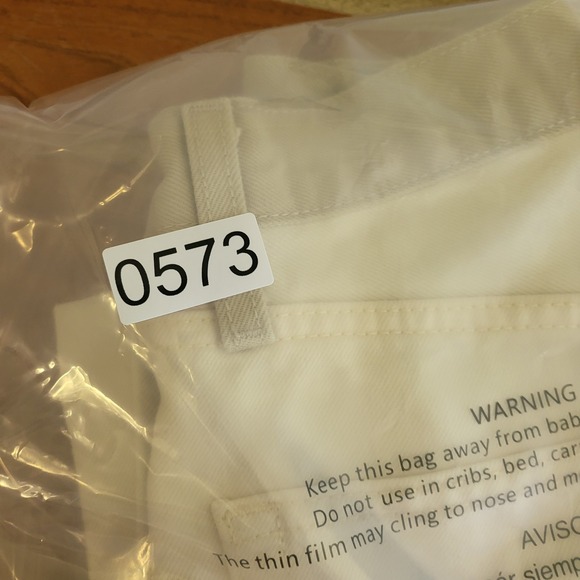 0573
WARNING
Keep this bag away from bab
Do not use in cribs, bed, car
The thin film may cling to nose and m
AVISO
siemp